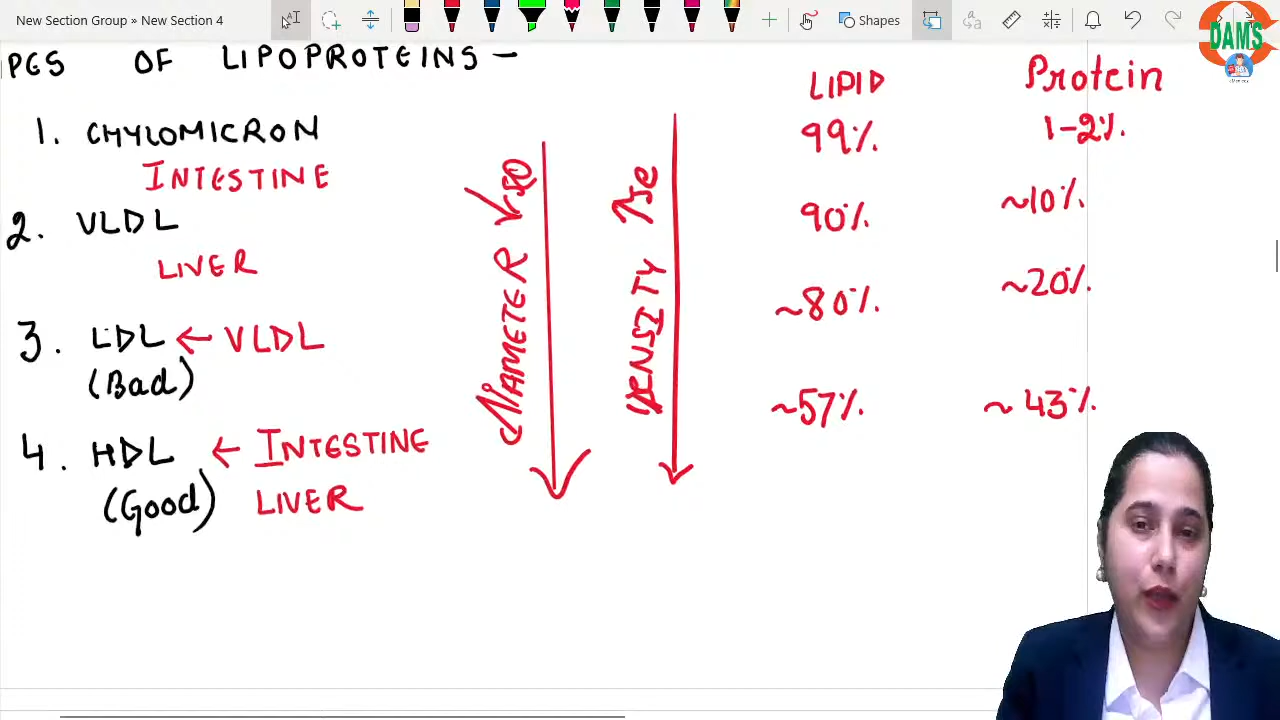 New Section Group » New Section 4
Shapes
DAMS
PES OF LIPOPROTEINS -
LIPID Protein
1. CHYLOMICRON 99% 1-2%
INTESTINE
2. VLDL 90% ~10%
LIVER
3. LDL ← VLDL ~80% ~20%
(Bad)
4. HDL ← INTESTINE ~57% ~43%
(Good) LIVER
DIAMETER ↓se
DENSITY ↑se